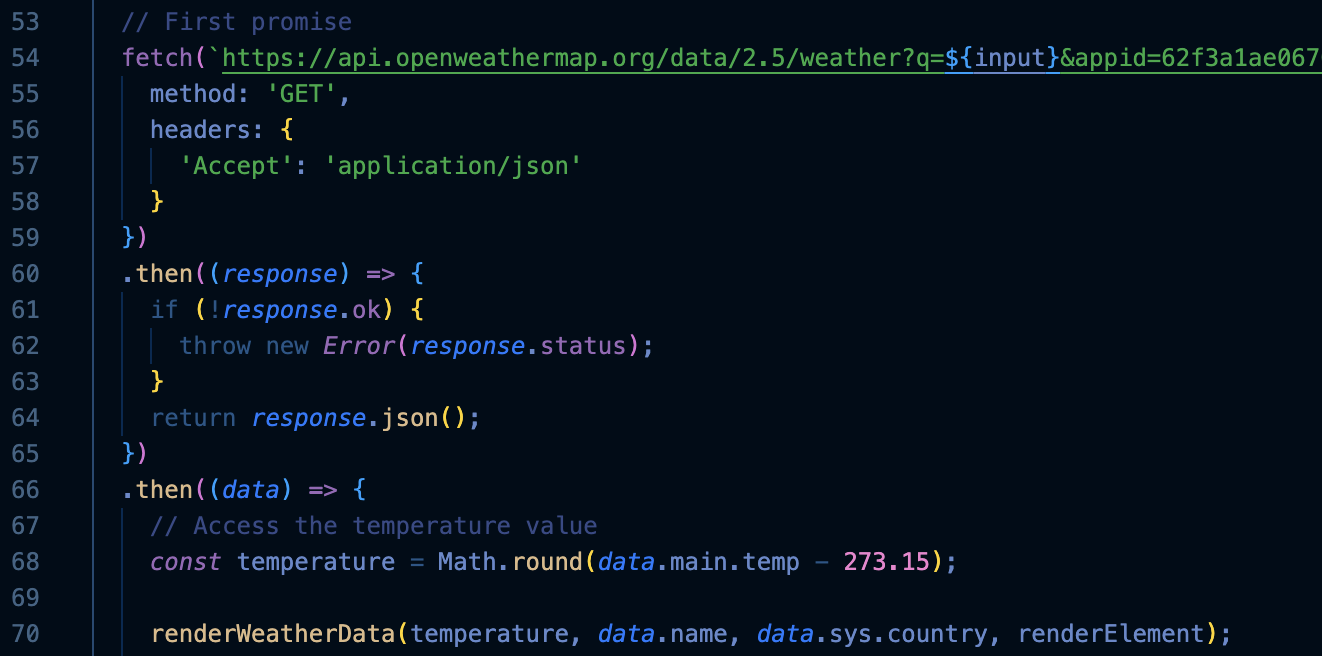 53 // First promise
54 fetch(`https://api.openweathermap.org/data/2.5/weather?q=${input}&appid=62f3a1ae067
55 method: 'GET',
56 headers: {
57 'Accept': 'application/json'
58 }
59 })
60 .then((response) => {
61 if (!response.ok) {
62 throw new Error(response.status);
63 }
64 return response.json();
65 })
66 .then((data) => {
67 // Access the temperature value
68 const temperature = Math.round(data.main.temp - 273.15);
69
70 renderWeatherData(temperature, data.name, data.sys.country, renderElement);